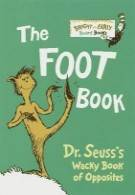 BRIGHT and EARLY
Board Books
The
FOOT
BOOK
Dr. Seuss's
Wacky Book
of Opposites